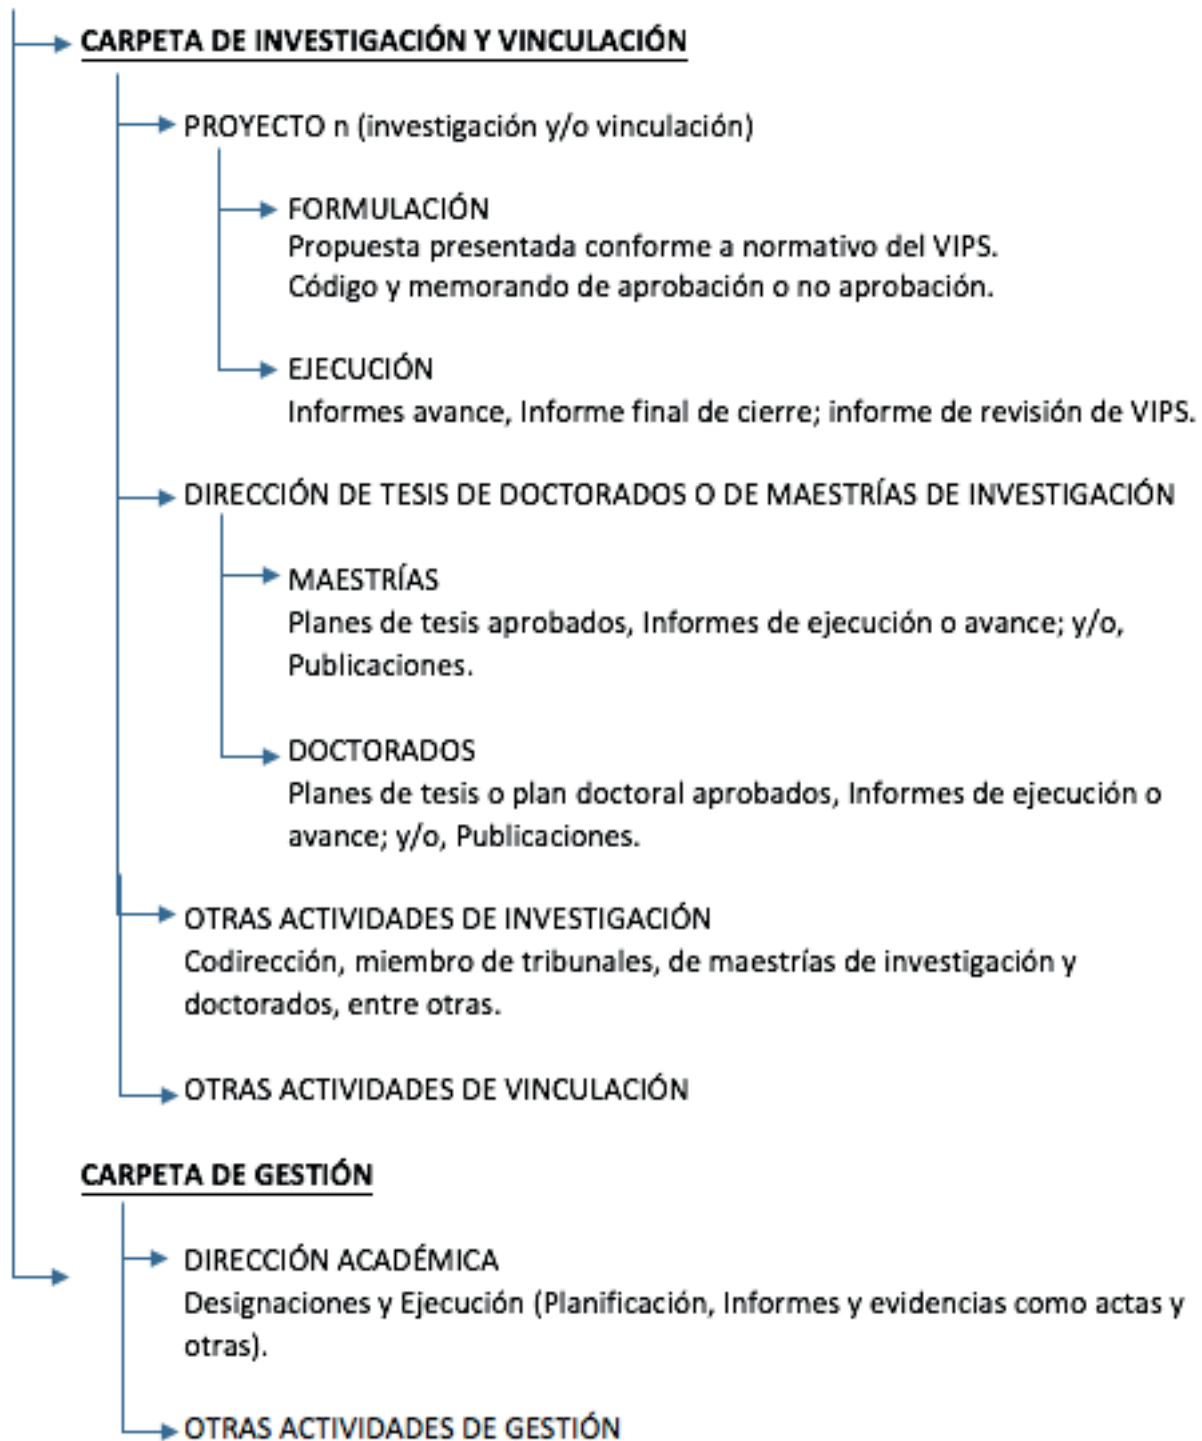 CARPETA DE INVESTIGACIÓN Y VINCULACIÓN
PROYECTO n (investigación y/o vinculación)
FORMULACIÓN
Propuesta presentada conforme a normativo del VIPS.
Código y memorando de aprobación o no aprobación.
EJECUCIÓN
Informes avance, Informe final de cierre; informe de revisión de VIPS.
DIRECCIÓN DE TESIS DE DOCTORADOS O DE MAESTRÍAS DE INVESTIGACIÓN
MAESTRÍAS
Planes de tesis aprobados, Informes de ejecución o avance; y/o,
Publicaciones.
DOCTORADOS
Planes de tesis o plan doctoral aprobados, Informes de ejecución o
avance; y/o, Publicaciones.
OTRAS ACTIVIDADES DE INVESTIGACIÓN
Codirección, miembro de tribunales, de maestrías de investigación y
doctorados, entre otras.
OTRAS ACTIVIDADES DE VINCULACIÓN
CARPETA DE GESTIÓN
DIRECCIÓN ACADÉMICA
Designaciones y Ejecución (Planificación, Informes y evidencias como actas y
otras).
OTRAS ACTIVIDADES DE GESTIÓN